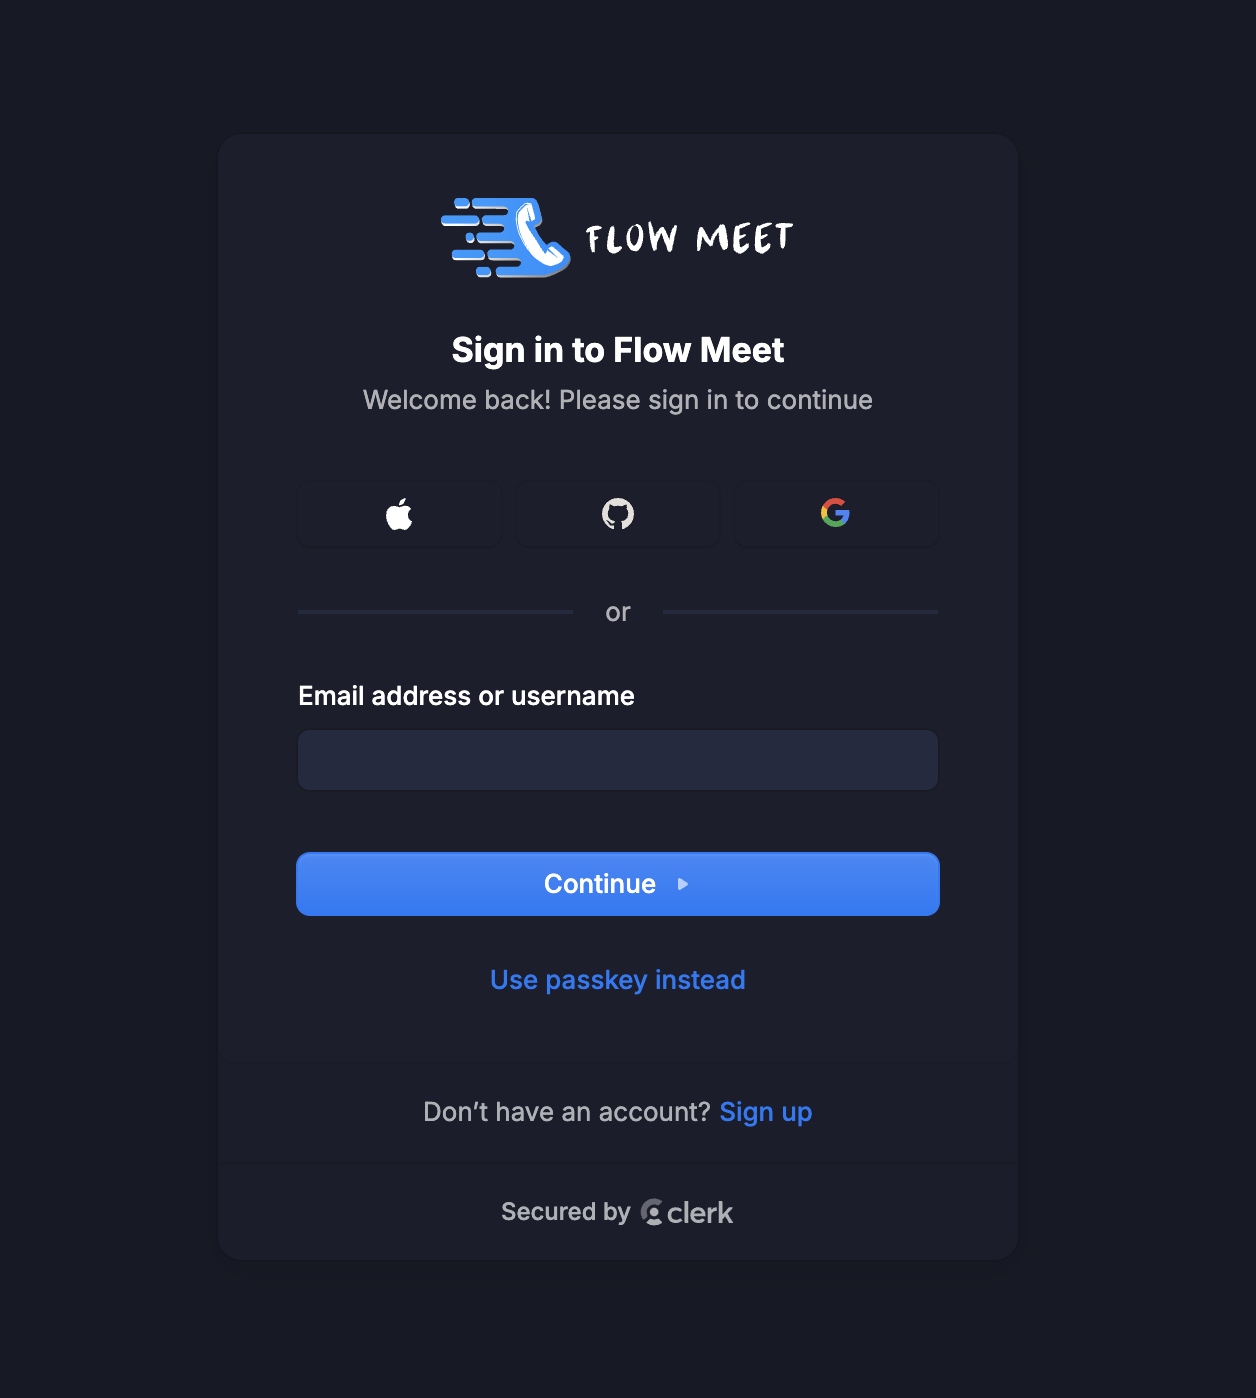 FLOW MEET
Sign in to Flow Meet
Welcome back! Please sign in to continue
or
Email address or username
Continue
Use passkey instead
Don’t have an account? Sign up
Secured by clerk